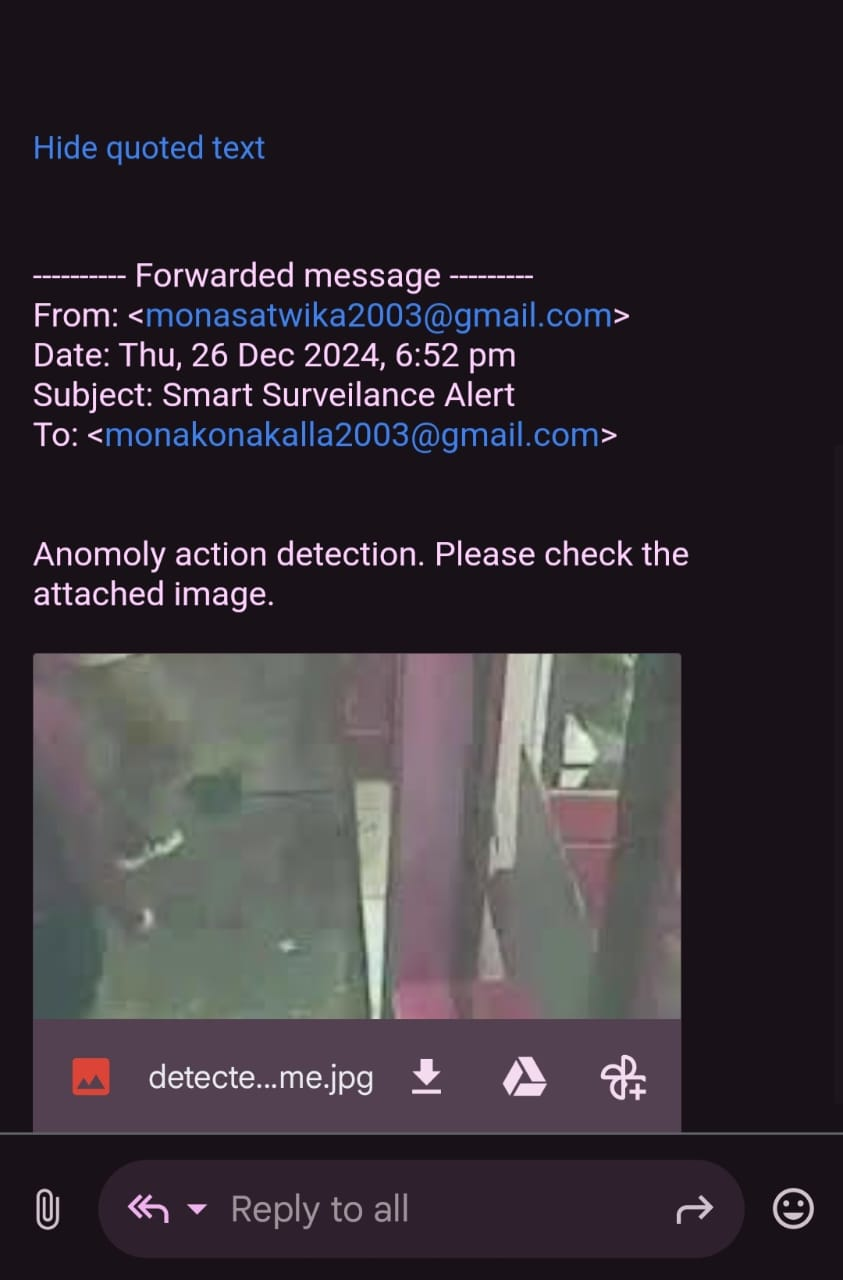 Hide quoted text
---------- Forwarded message ---------
From: <monasatwika2003@gmail.com>
Date: Thu, 26 Dec 2024, 6:52 pm
Subject: Smart Surveilance Alert
To: <monakonakalla2003@gmail.com>
Anomoly action detection. Please check the
attached image.
detecte...me.jpg
Reply to all